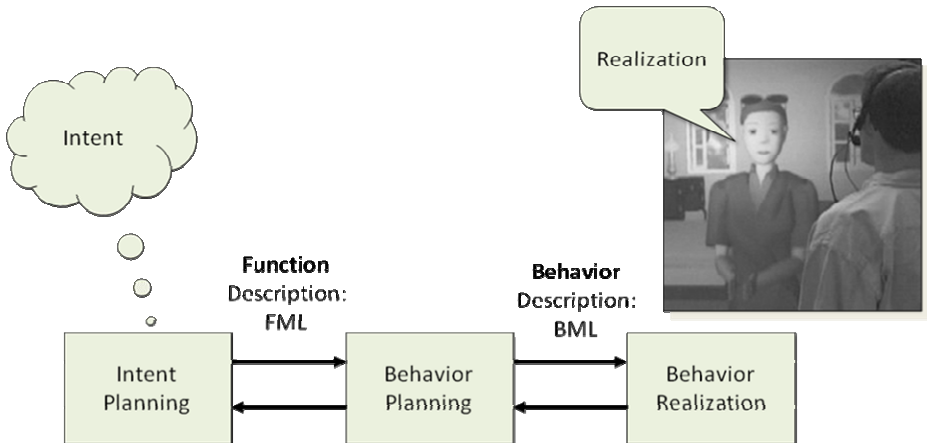 Realization
Intent
Function
Description:
FML
Behavior
Description:
BML
Intent
Planning
Behavior
Planning
Behavior
Realization